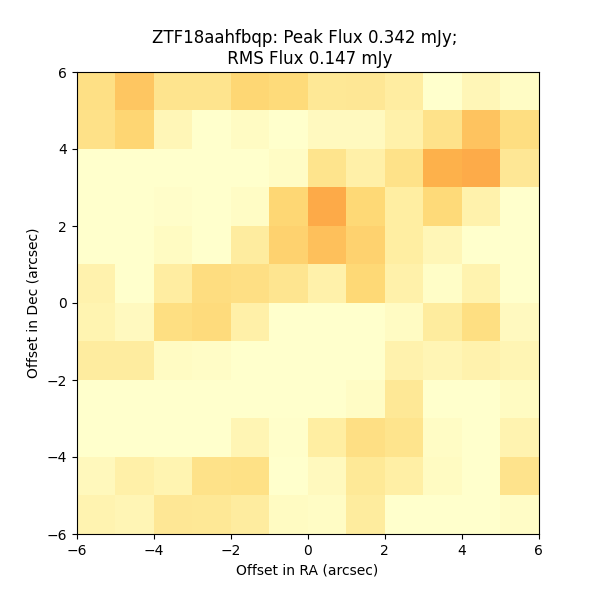 ZTF18aahfbqp: Peak Flux 0.342 mJy;
RMS Flux 0.147 mJy
6
4
2
0
−2
−4
−6
Offset in Dec (arcsec)
−6 −4 −2 0 2 4 6
Offset in RA (arcsec)